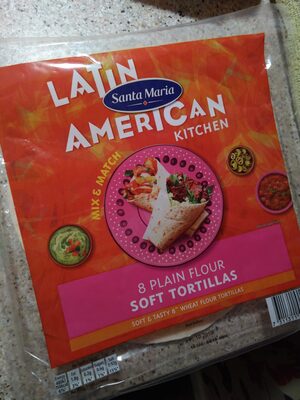 LATIN
Santa Maria
AMERICAN
KITCHEN
MIX & MATCH
8 PLAIN FLOUR
SOFT TORTILLAS
SOFT & TASTY 8" WHEAT FLOUR TORTILLAS